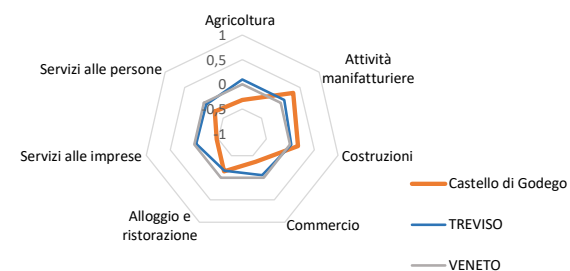 Agricoltura
Attività
manifatturiere
Costruzioni
Commercio
Alloggio e
ristorazione
Servizi alle imprese
Servizi alle persone
1
0,5
0
-0,5
-1
Castello di Godego
TREVISO
VENETO